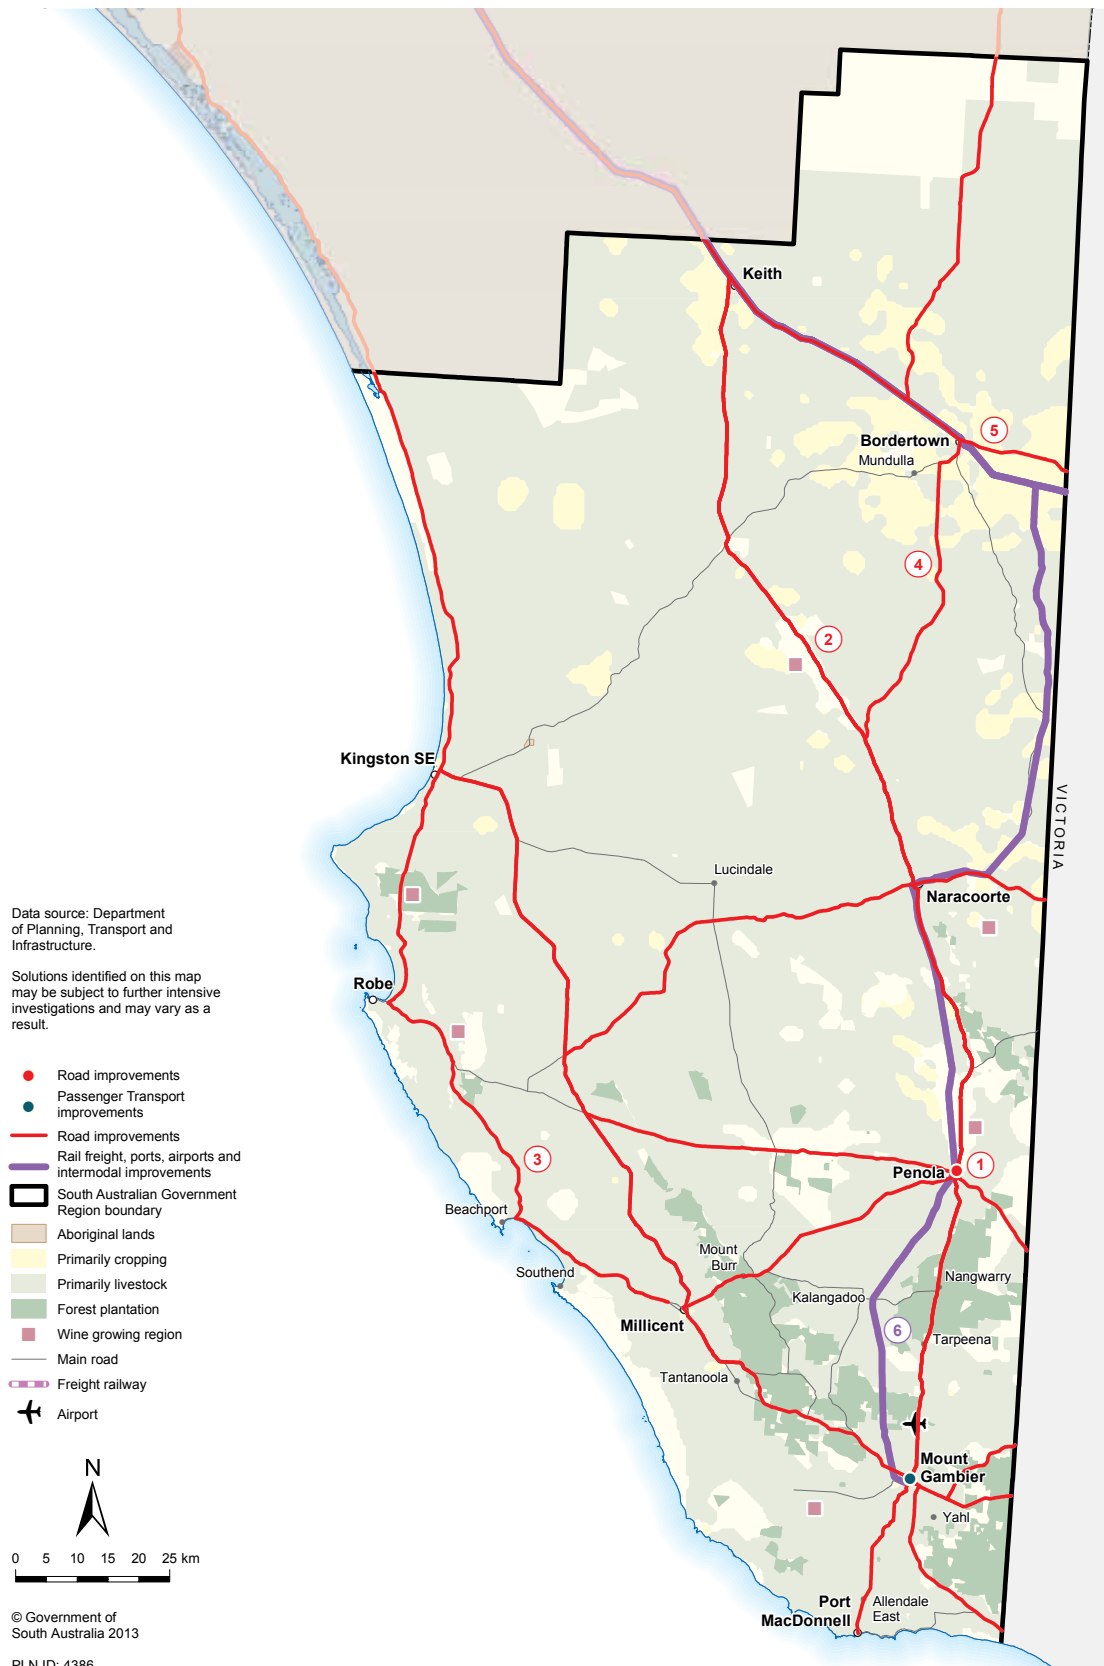 Keith
Bordertown
5
Mundulla
4
2
Kingston SE
VICTORIA
Lucindale
Naracoorte
Data source: Department
of Planning, Transport and
Infrastructure.
Solutions identified on this map
may be subject to further intensive
investigations and may vary as a
result.
Robe
Road improvements
Passenger Transport
improvements
Road improvements
Rail freight, ports, airports and
intermodal improvements
South Australian Government
Region boundary
Aboriginal lands
Primarily cropping
Primarily livestock
Forest plantation
Wine growing region
Main road
Freight railway
Airport
3
Penola
1
Beachport
Mount
Burr
Southend
Nangwarry
Kalangadoo
Millicent
6
Tarpeena
Tantanoola
Mount
Gambier
Yahl
N
0 5 10 15 20 25 km
Port
MacDonnell
Allendale
East
© Government of
South Australia 2013
PLN ID: 4386